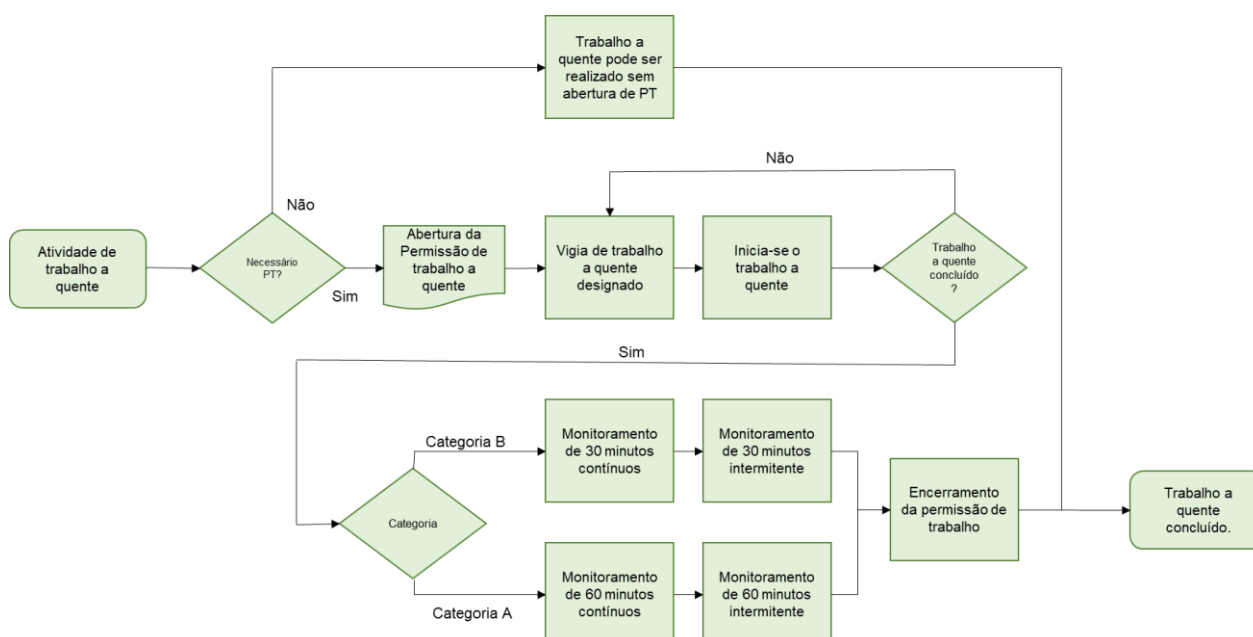 Trabalho a
quente pode ser
realizado sem
abertura de PT
Não
Não
Atividade de
trabalho a
quente
Necessário
PT?
Sim
Abertura da
Permissão de
trabalho a
quente
Vigia de trabalho
a quente
designado
Inicia-se o
trabalho a
quente
Trabalho
a quente
concluído
?
Sim
Categoria B
Monitoramento
de 30 minutos
contínuos
Monitoramento
de 30 minutos
intermitente
Categoria
Encerramento
da permissão de
trabalho
Trabalho a
quente
concluído.
Categoria A
Monitoramento
de 60 minutos
contínuos
Monitoramento
de 60 minutos
intermitente